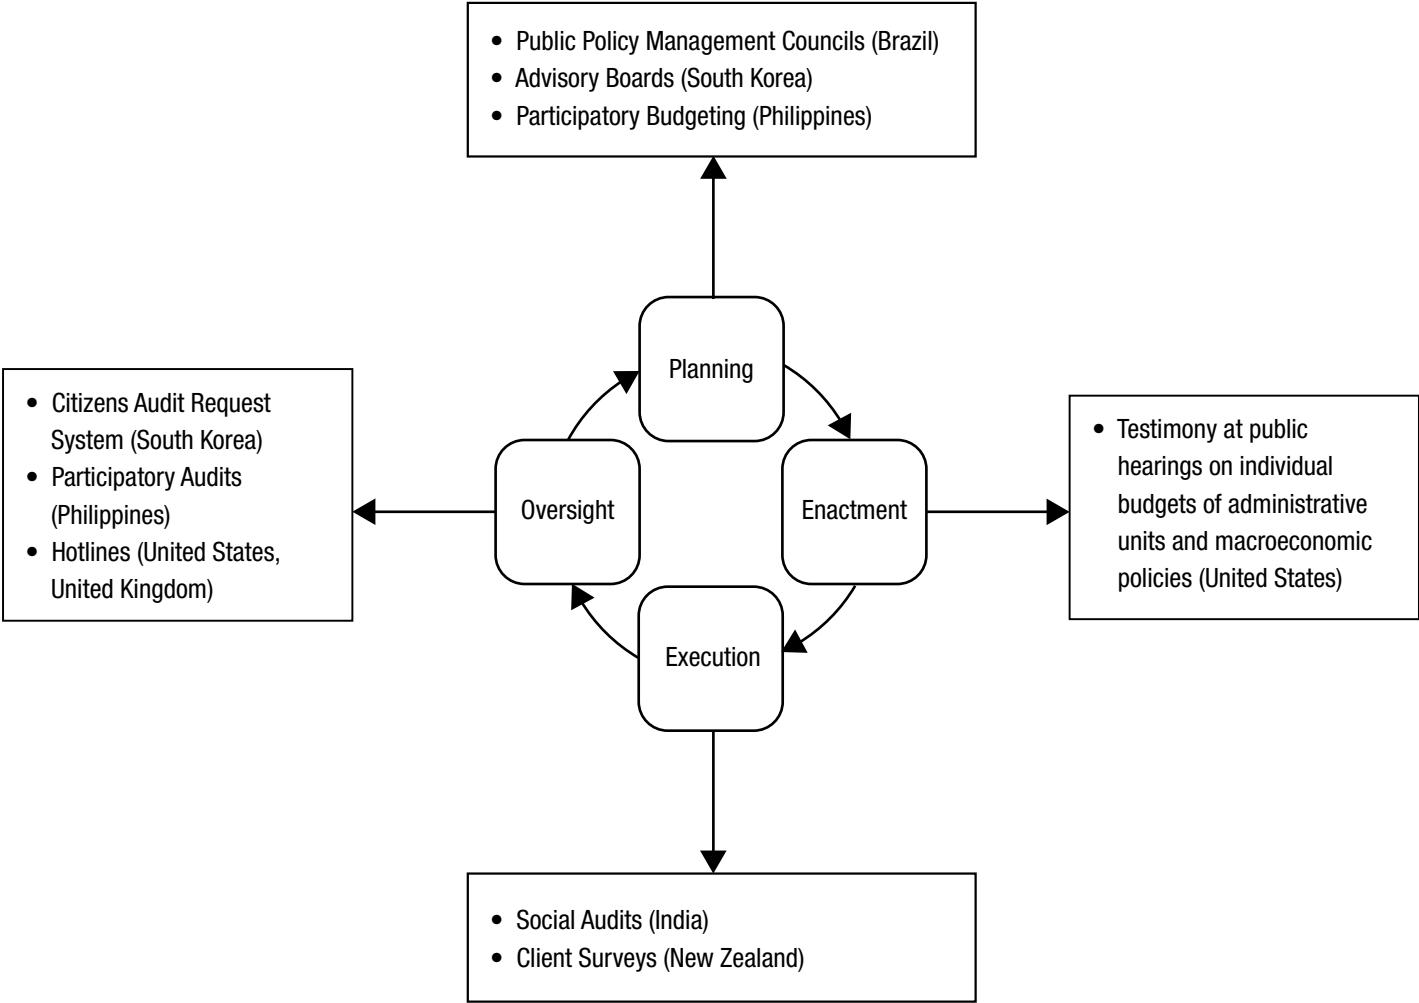 • Public Policy Management Councils (Brazil)
• Advisory Boards (South Korea)
• Participatory Budgeting (Philippines)
Planning
• Citizens Audit Request
System (South Korea)
• Participatory Audits
(Philippines)
• Hotlines (United States,
United Kingdom)
Oversight
Enactment
• Testimony at public
hearings on individual
budgets of administrative
units and macroeconomic
policies (United States)
Execution
• Social Audits (India)
• Client Surveys (New Zealand)